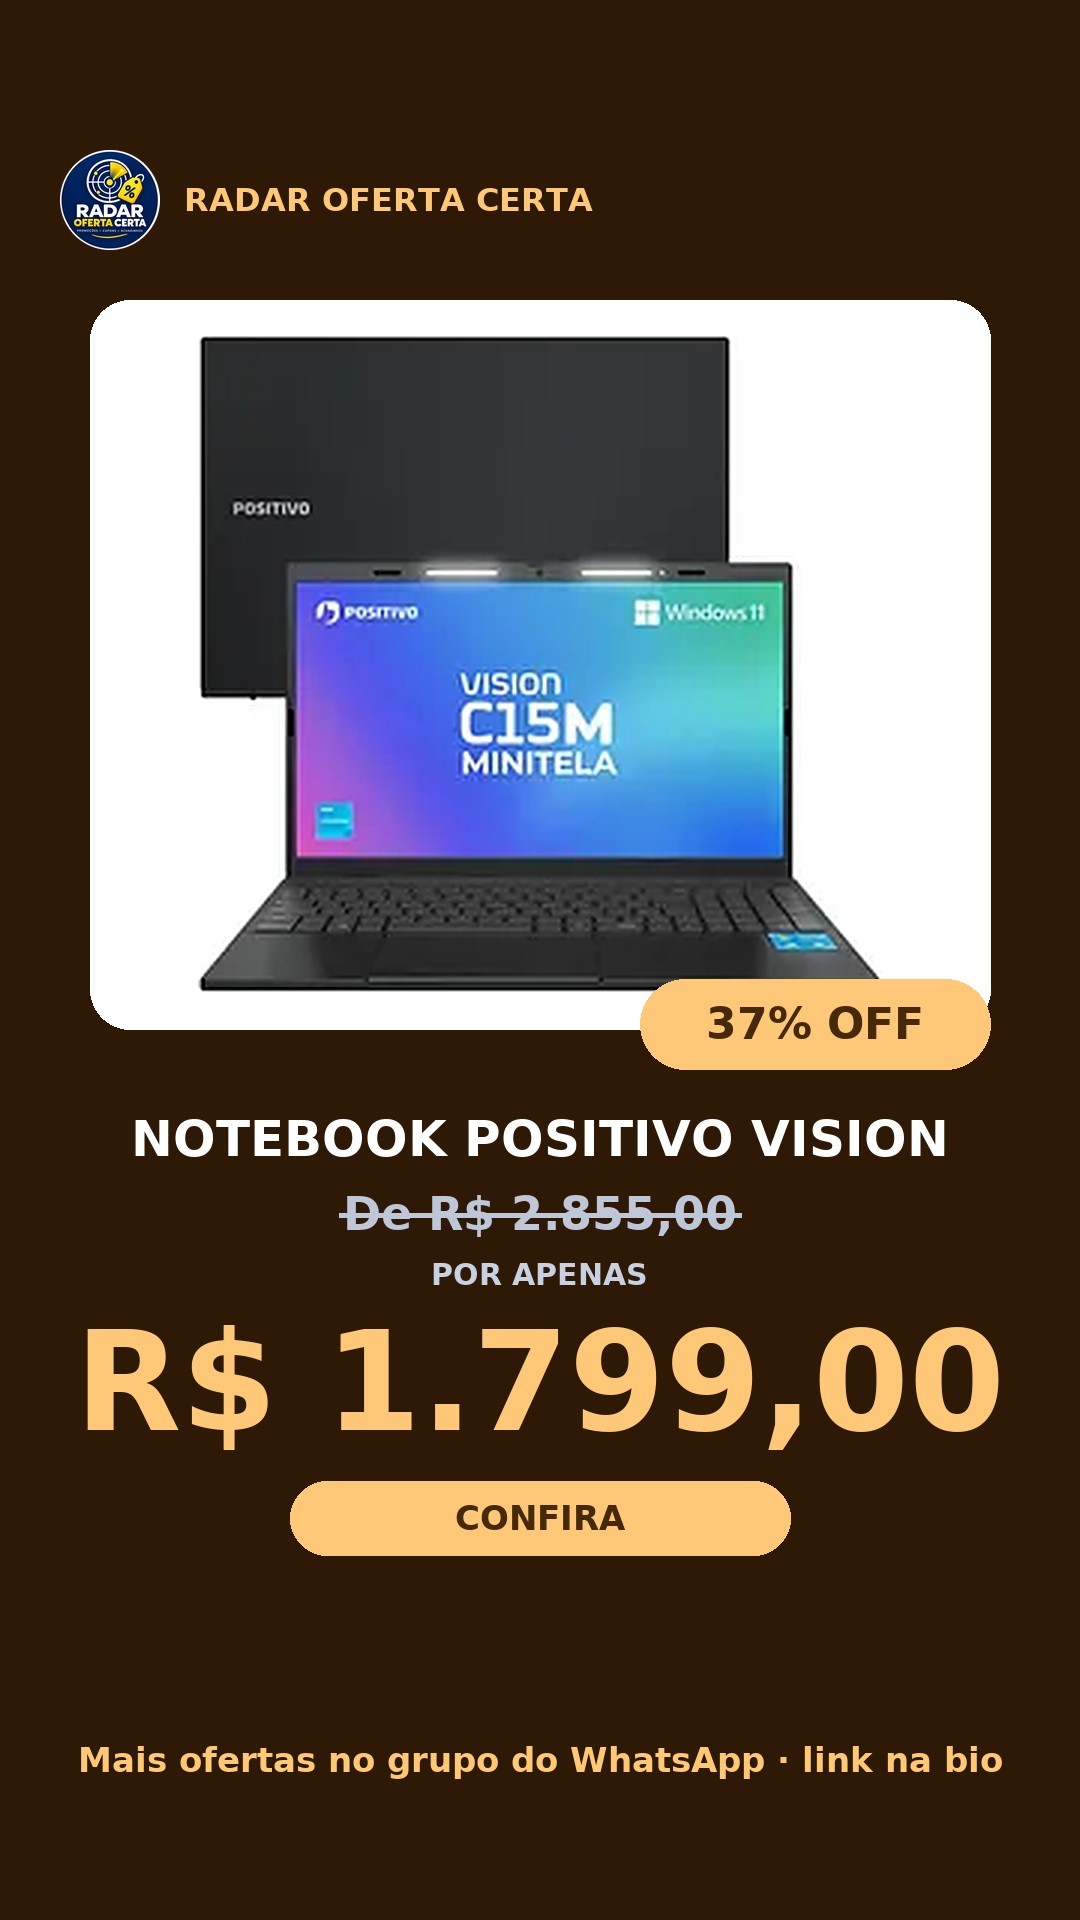 RADAR
OFERTA CERTA
RADAR OFERTA CERTA
POSITIVO
POSITIVO
Windows 11
VISION
C15M
MINITELA
37% OFF
NOTEBOOK POSITIVO VISION
De R$ 2.855,00
POR APENAS
R$ 1.799,00
CONFIRA
Mais ofertas no grupo do WhatsApp · link na bio